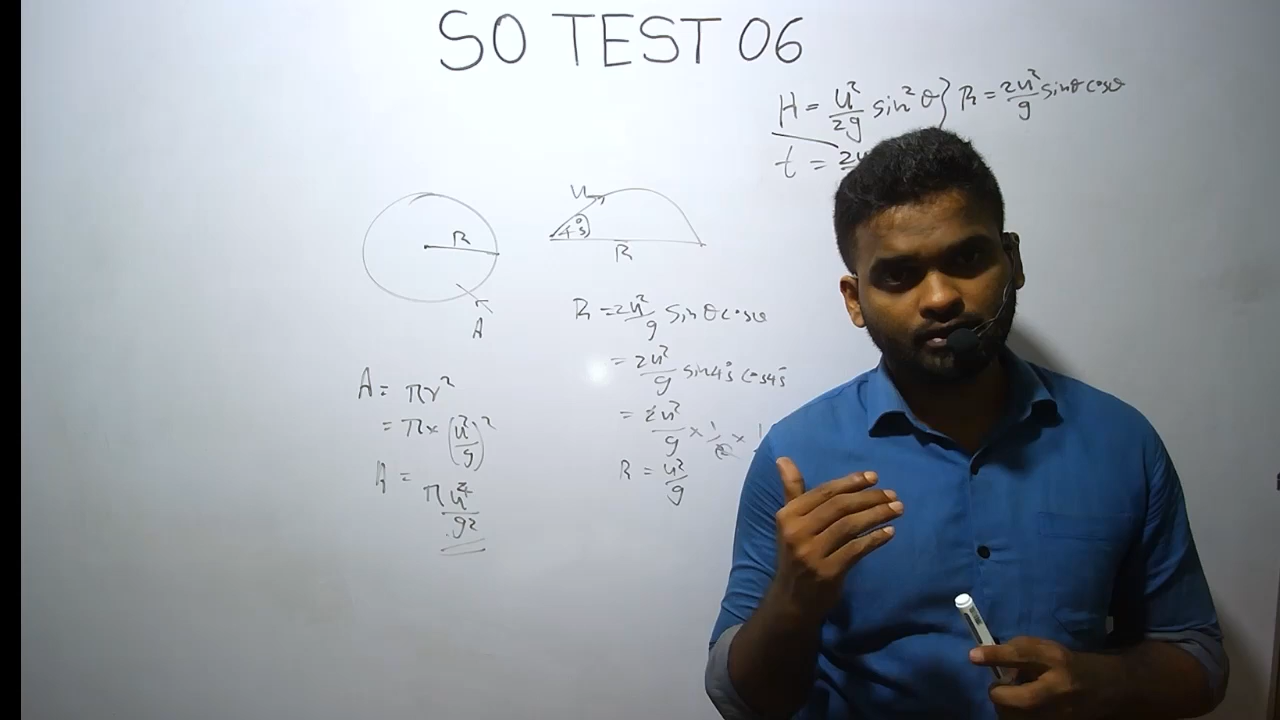 SO TEST 06
H = u²/2g sin²θ } R = 2u²/g sinθ cosθ
t = 2u
u
45°
R
R
A
R = 2u²/g sinθ cosθ
= 2u²/g sin45° cos45°
= 2u²/g × 1/√2 × 1
R = u²/g
A = πr²
= π × (u²/g)²
A = πu⁴/g²